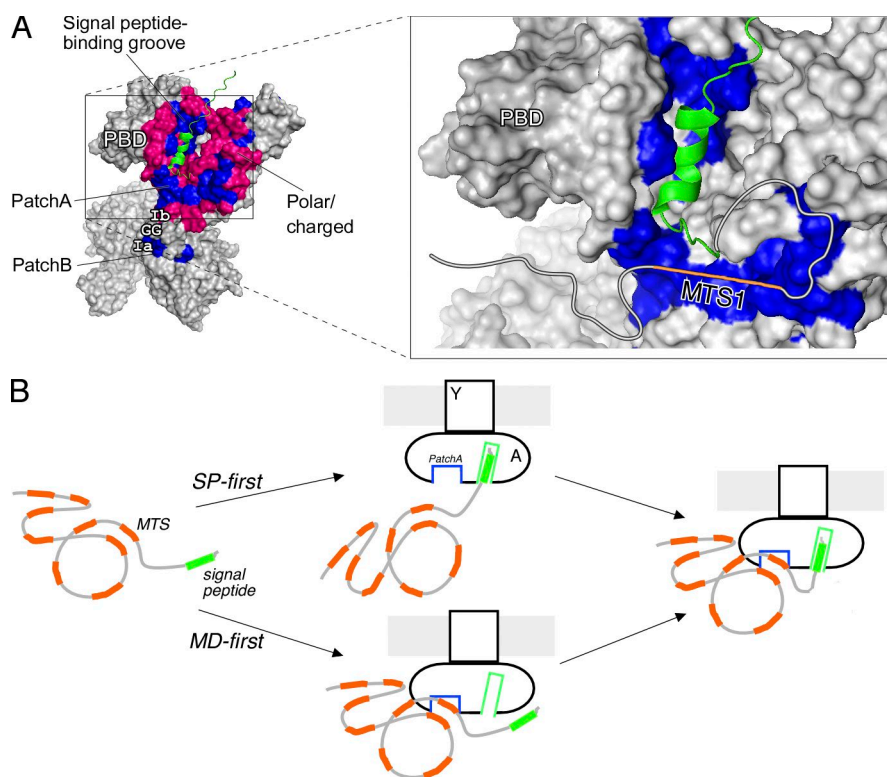 A
Signal peptide-
binding groove
PBD
PatchA
Ib
GG
Ia
PatchB
Polar/
charged
PBD
MTS1
B
SP-first
MTS
signal
peptide
MD-first
Y
PatchA
A